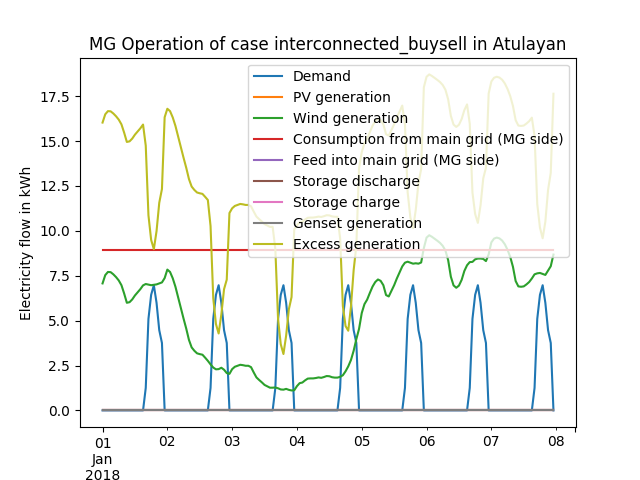 MG Operation of case interconnected_buysell in Atulayan
Demand
PV generation
Wind generation
Consumption from main grid (MG side)
Feed into main grid (MG side)
Storage discharge
Storage charge
Genset generation
Excess generation
Electricity flow in kWh
17.5
15.0
12.5
10.0
7.5
5.0
2.5
0.0
01 02 03 04 05 06 07 08
Jan
2018